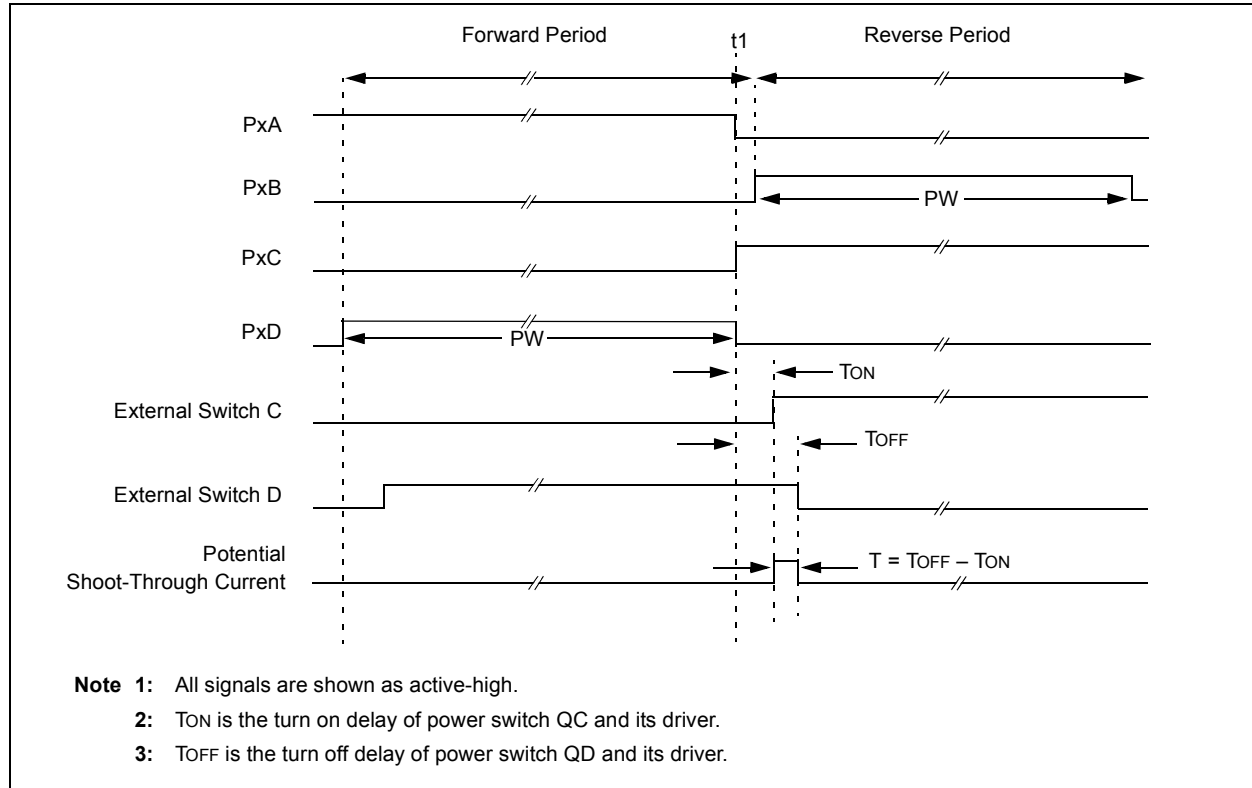 Forward Period
t1
Reverse Period
PxA
PxB
PW
PxC
PxD
PW
TON
External Switch C
TOFF
External Switch D
Potential
Shoot-Through Current
T = TOFF – TON
Note 1: All signals are shown as active-high.
2: TON is the turn on delay of power switch QC and its driver.
3: TOFF is the turn off delay of power switch QD and its driver.